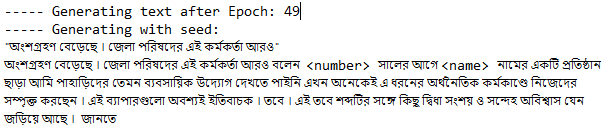 ----- Generating text after Epoch: 49
----- Generating with seed:
"অংশগ্রহণ বেড়েছে । জেলা পরিষদের এই কর্মকর্তা আরও"
অংশগ্রহণ বেড়েছে । জেলা পরিষদের এই কর্মকর্তা আরও বলেন <number> সালের আগে <name> নামের একটি প্রতিষ্ঠান
ছাড়া আমি পাহাড়িদের তেমন ব্যবসায়িক উদ্যোগ দেখতে পাইনি এখন অনেকেই এ ধরনের অর্থনৈতিক কর্মকাণ্ডে নিজেদের
সম্পৃক্ত করছেন । এই ব্যাপারগুলো অবশ্যই ইতিবাচক । তবে । এই তবে শব্দটির সঙ্গে কিছু দ্বিধা সংশয় ও সন্দেহ অবিশ্বাস যেন
জড়িয়ে আছে । জানতে